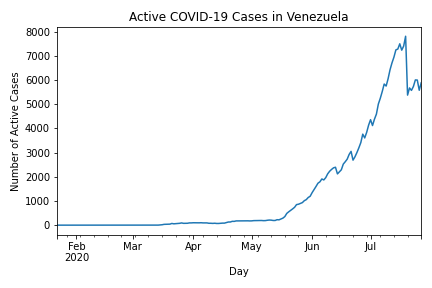 Active COVID-19 Cases in Venezuela
Number of Active Cases
8000
7000
6000
5000
4000
3000
2000
1000
0
Feb Mar Apr May Jun Jul
2020
Day